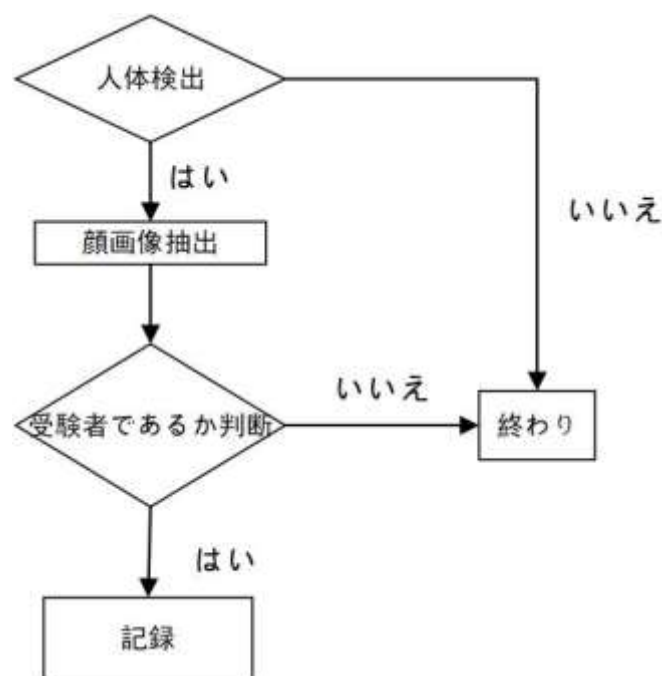 人体検出
はい
いいえ
顔画像抽出
いいえ
受験者であるか判断
終わり
はい
記録